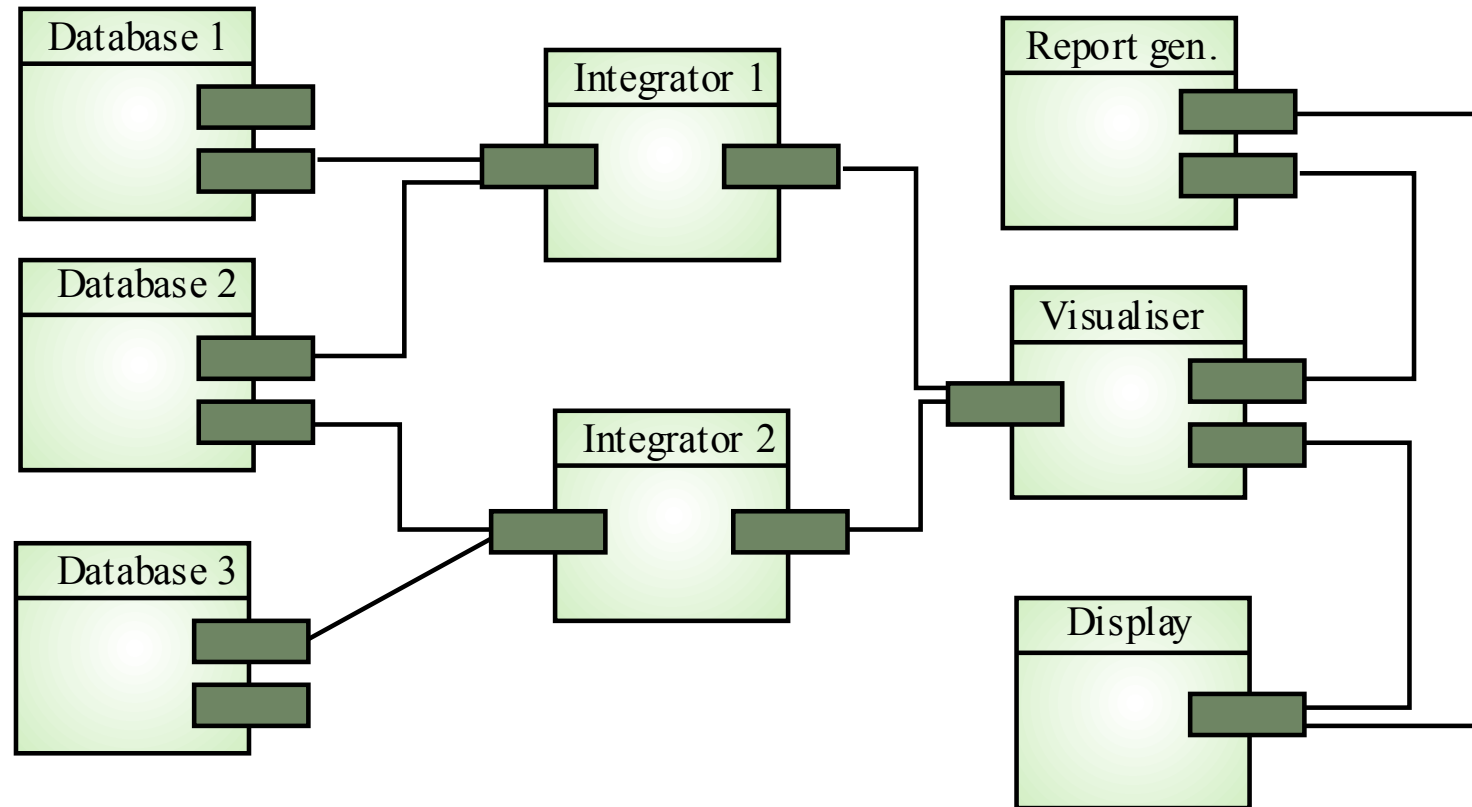 Database 1
Integrator 1
Report gen.
Database 2
Visualiser
Integrator 2
Database 3
Display